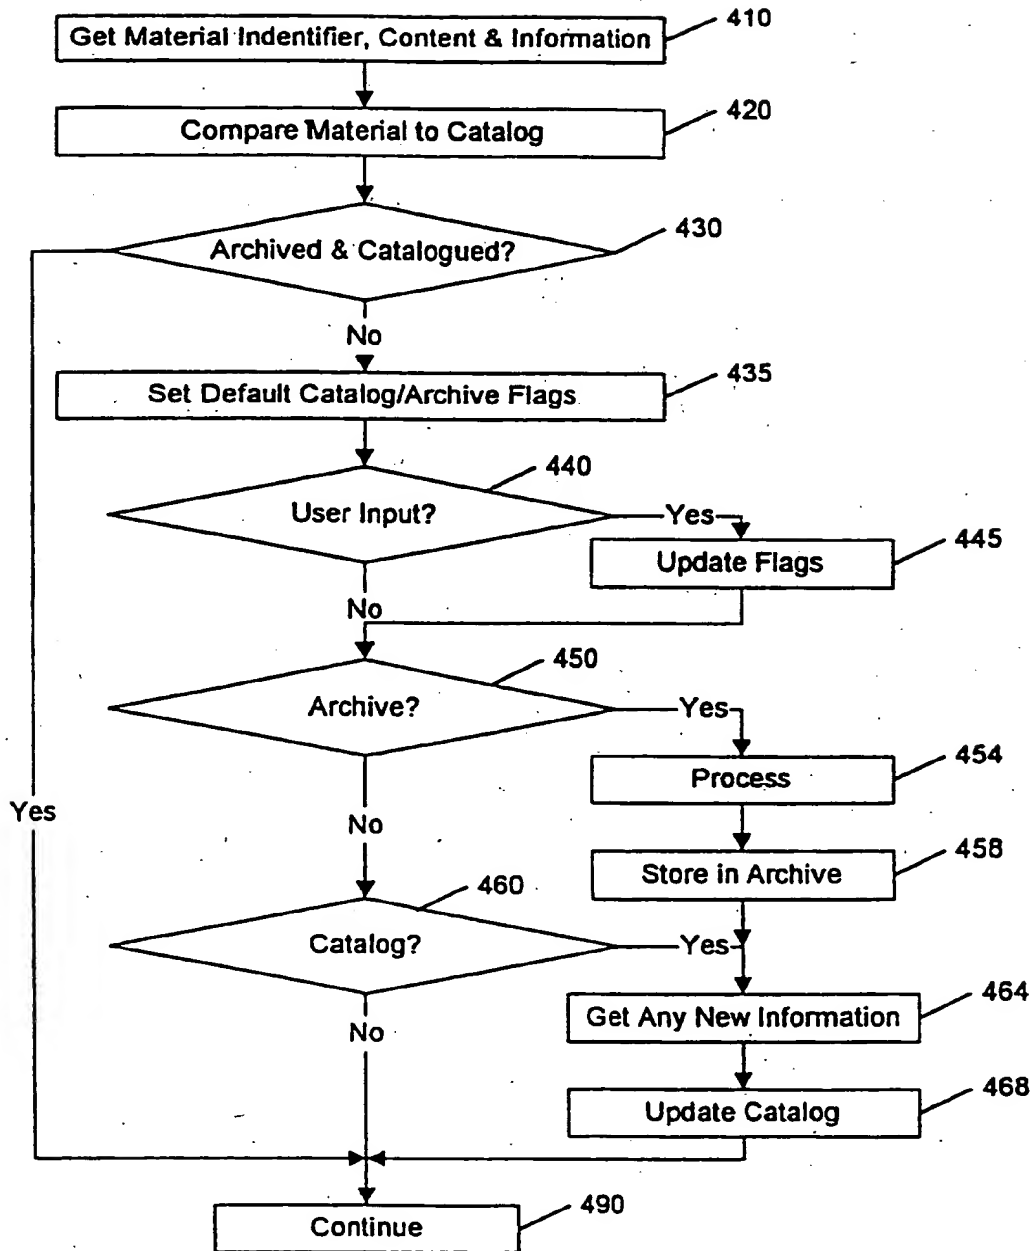 Get Material Indentifier, Content & Information
410
Compare Material to Catalog
420
Archived & Catalogued?
430
No
Set Default Catalog/Archive Flags
435
440
User Input?
Yes
Update Flags
445
No
450
Archive?
Yes
Process
454
Yes
No
Store in Archive
458
460
Catalog?
Yes
Get Any New Information
464
No
Update Catalog
468
Continue
490